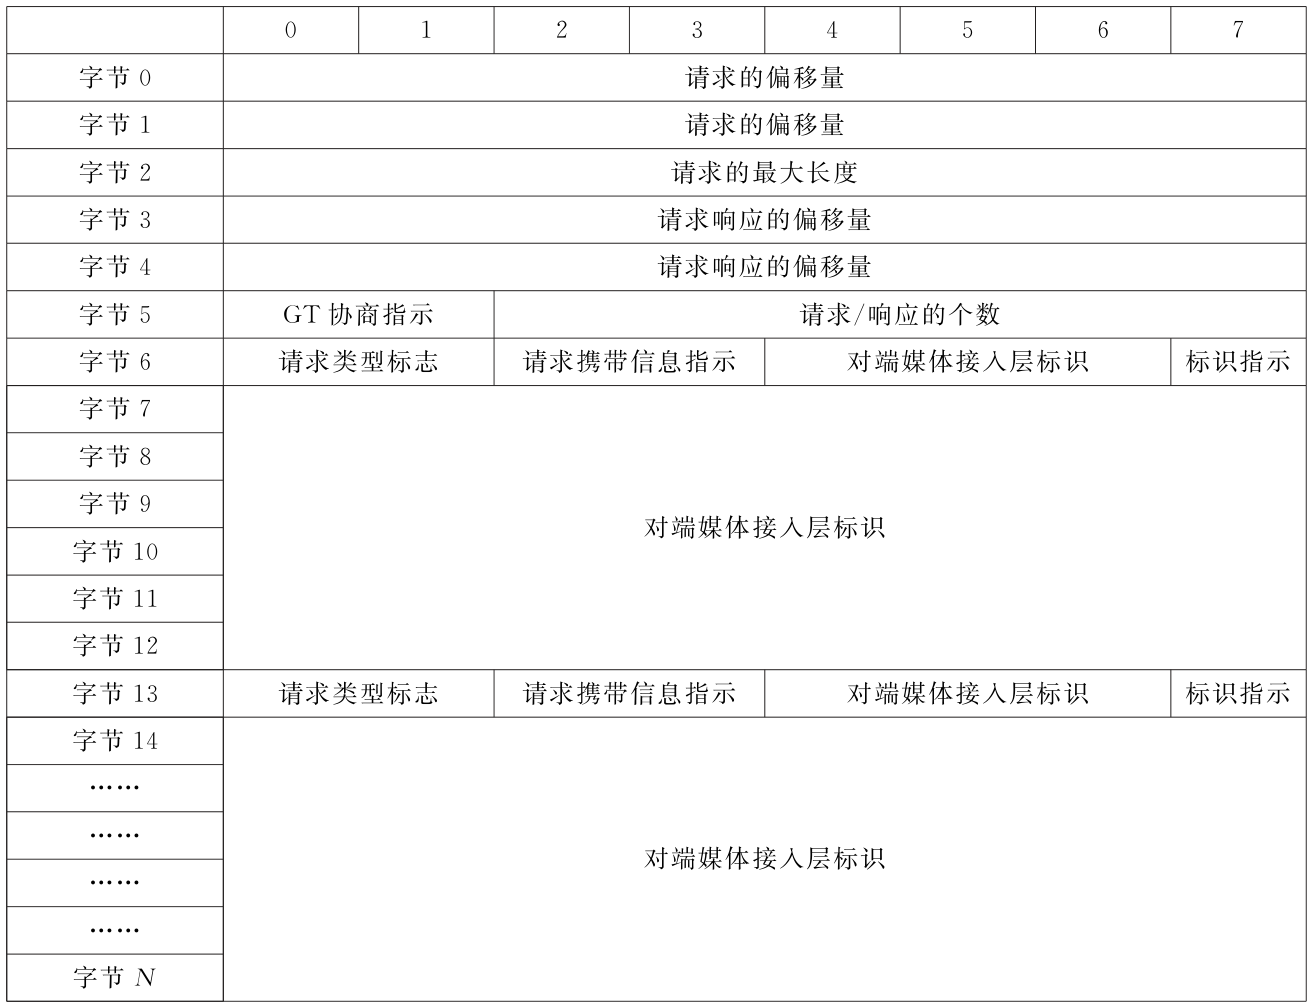 0 1 2 3 4 5 6 7
字节 0 请求的偏移量
字节 1 请求的偏移量
字节 2 请求的最大长度
字节 3 请求响应的偏移量
字节 4 请求响应的偏移量
字节 5 GT 协商指示 请求/响应的个数
字节 6 请求类型标志 请求携带信息指示 对端媒体接入层标识 标识指示
字节 7
字节 8
字节 9
对端媒体接入层标识
字节 10
字节 11
字节 12
字节 13 请求类型标志 请求携带信息指示 对端媒体接入层标识 标识指示
字节 14
……
……
对端媒体接入层标识
……
……
字节 N